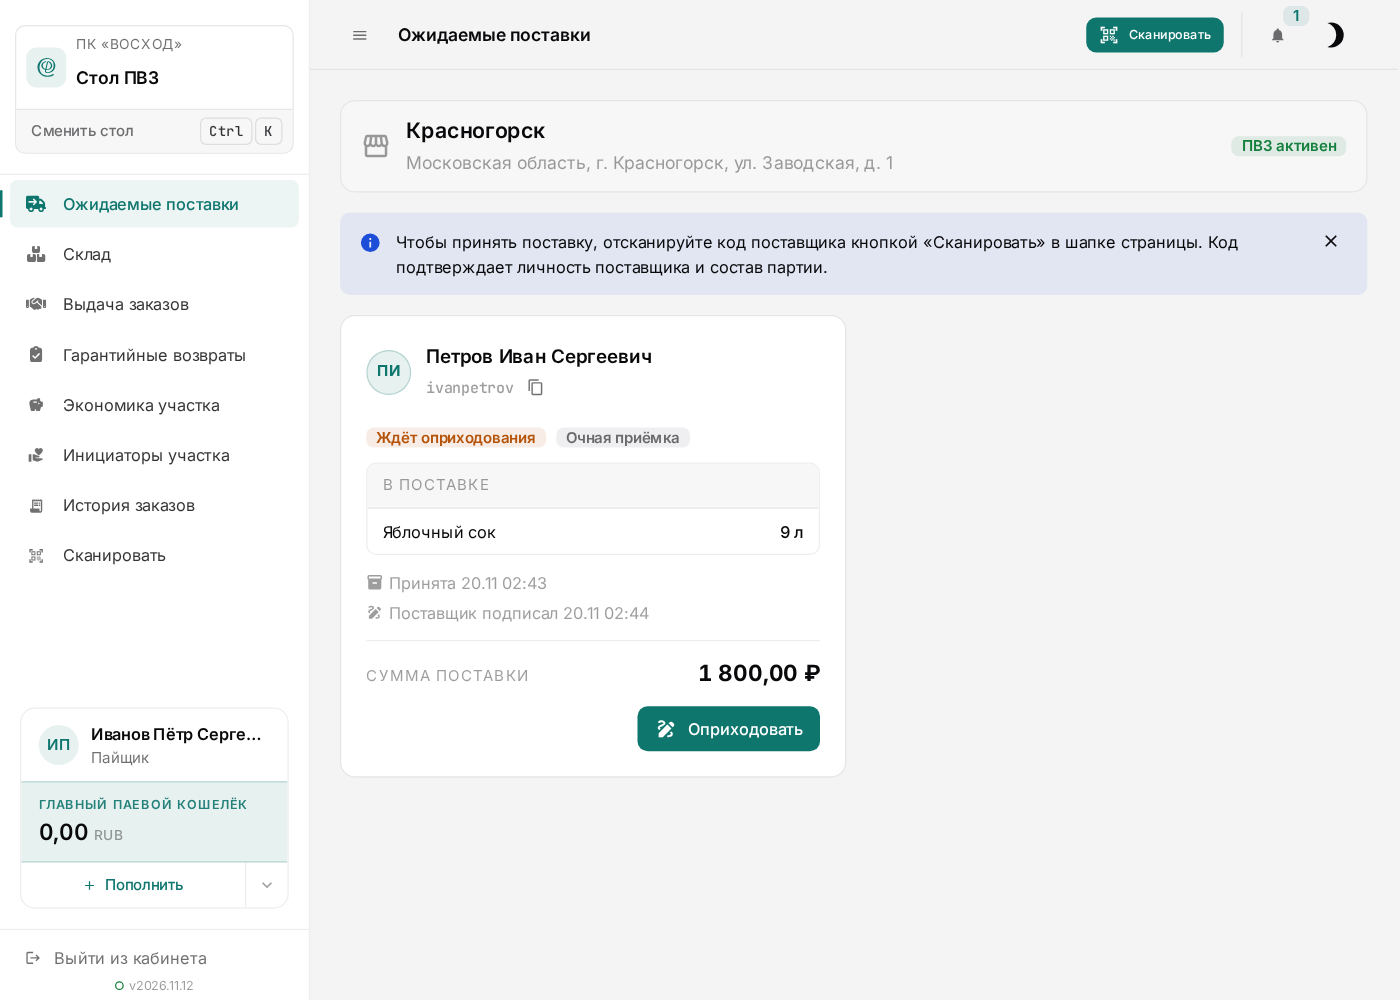 ПК «ВОСХОД»
Стол ПВЗ
Сменить стол Ctrl K
Ожидаемые поставки
Склад
Выдача заказов
Гарантийные возвраты
Экономика участка
Инициаторы участка
История заказов
Сканировать
ИП
Иванов Пётр Серге...
Пайщик
ГЛАВНЫЙ ПАЕВОЙ КОШЕЛЁК
0,00 RUB
+ Пополнить
Выйти из кабинета
v2026.11.12
Ожидаемые поставки
Сканировать
1
Красногорск
Московская область, г. Красногорск, ул. Заводская, д. 1
ПВЗ активен
Чтобы принять поставку, отсканируйте код поставщика кнопкой «Сканировать» в шапке страницы. Код
подтверждает личность поставщика и состав партии.
ПИ
Петров Иван Сергеевич
ivanpetrov
Ждёт оприходования
Очная приёмка
В ПОСТАВКЕ
Яблочный сок 9 л
Принята 20.11 02:43
Поставщик подписал 20.11 02:44
СУММА ПОСТАВКИ 1 800,00 ₽
Оприходовать